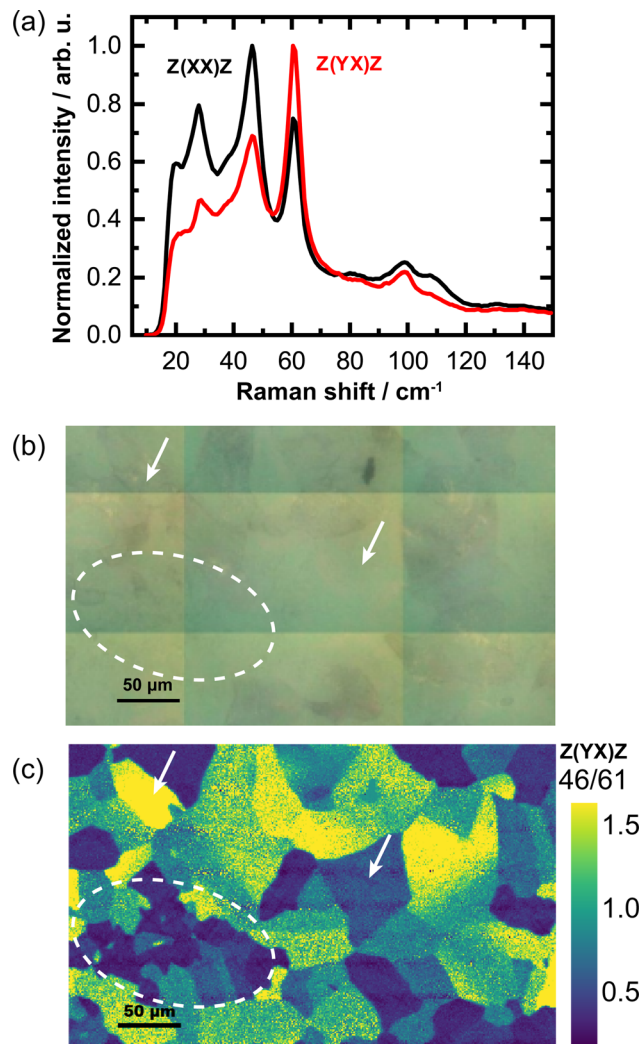 (a)
Normalized intensity / arb. u.
1.0
0.8
0.6
0.4
0.2
0.0
Z(XX)Z
Z(YX)Z
20 40 60 80 100 120 140
Raman shift / cm⁻¹
(b)
50 µm
(c)
50 µm
Z(YX)Z
46/61
1.5
1.0
0.5